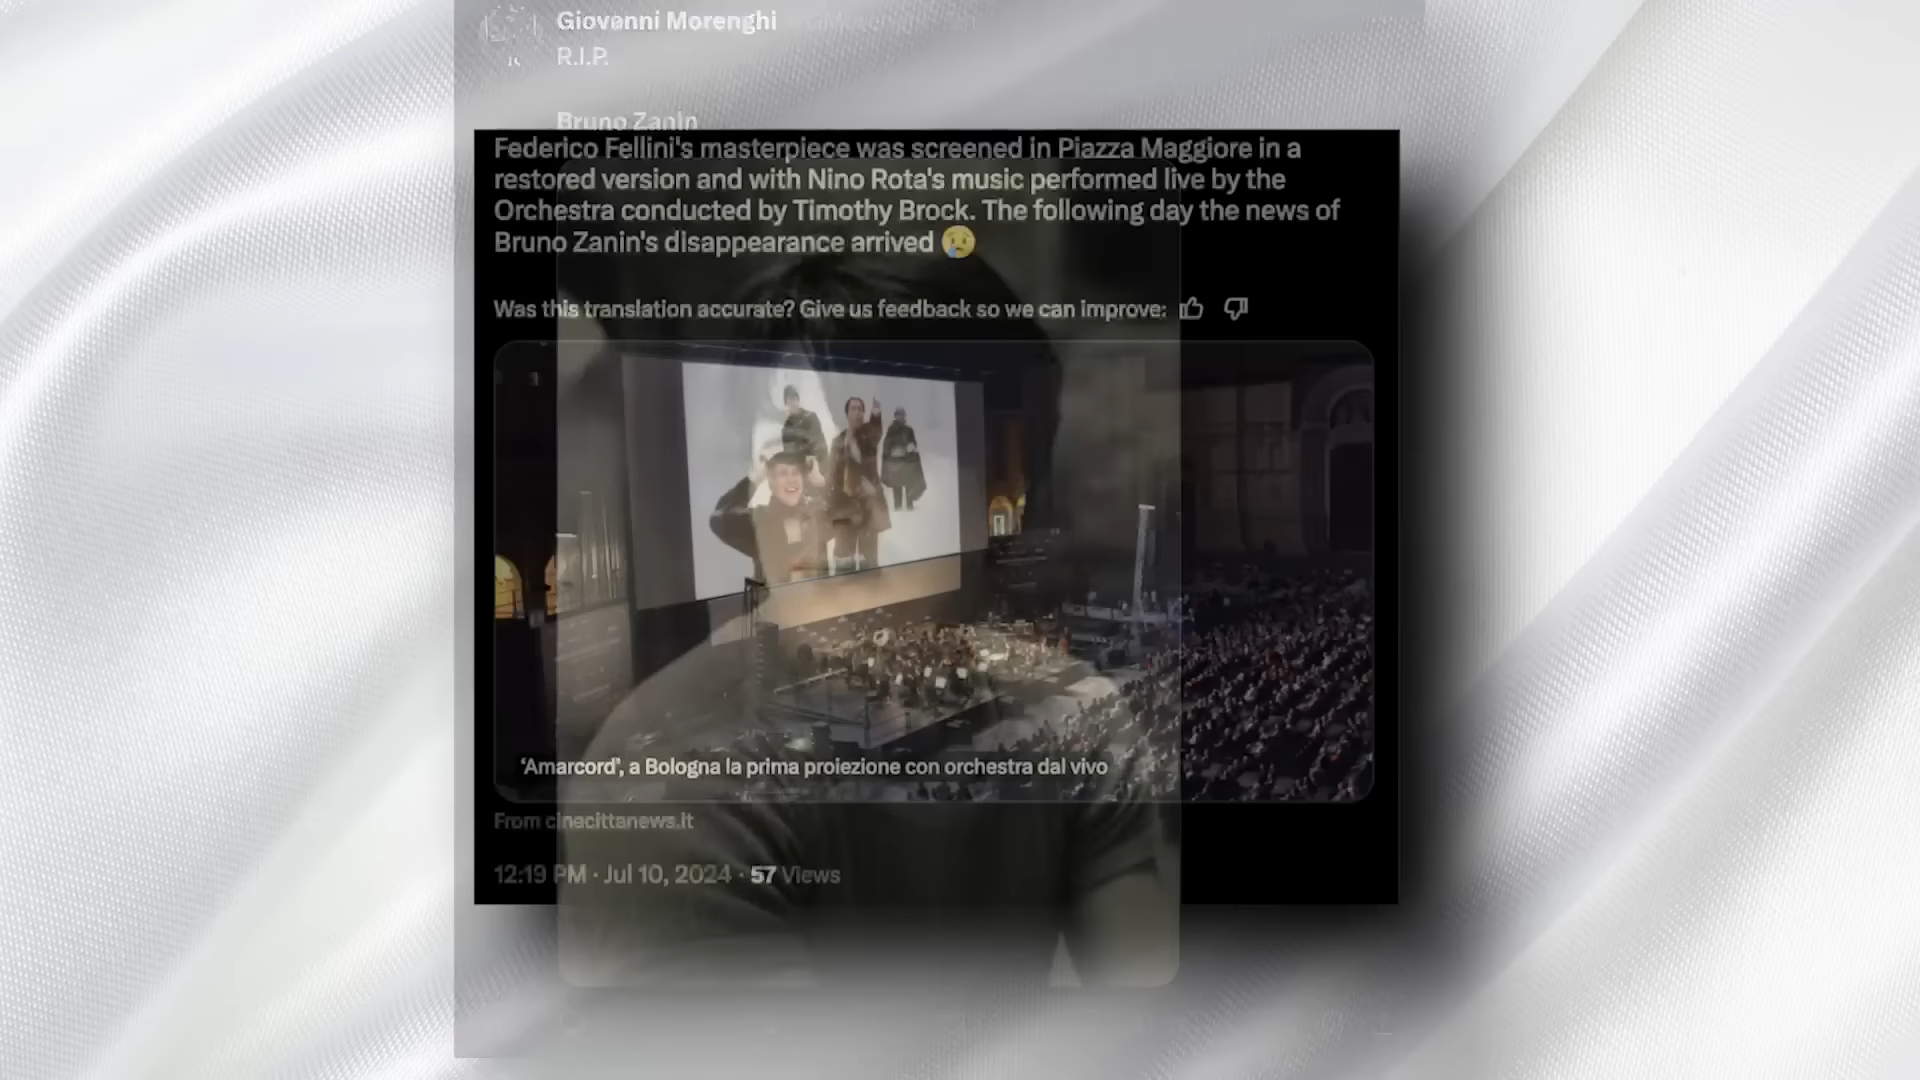 Giovanni Morenghi
R.I.P.
Bruno Zanin
Federico Fellini's masterpiece was screened in Piazza Maggiore in a
restored version and with Nino Rota's music performed live by the
Orchestra conducted by Timothy Brock. The following day the news of
Bruno Zanin's disappearance arrived 😢
Was this translation accurate? Give us feedback so we can improve:
‘Amarcord’, a Bologna la prima proiezione con orchestra dal vivo
From cinecittanews.it
12:19 PM · Jul 10, 2024 · 57 Views